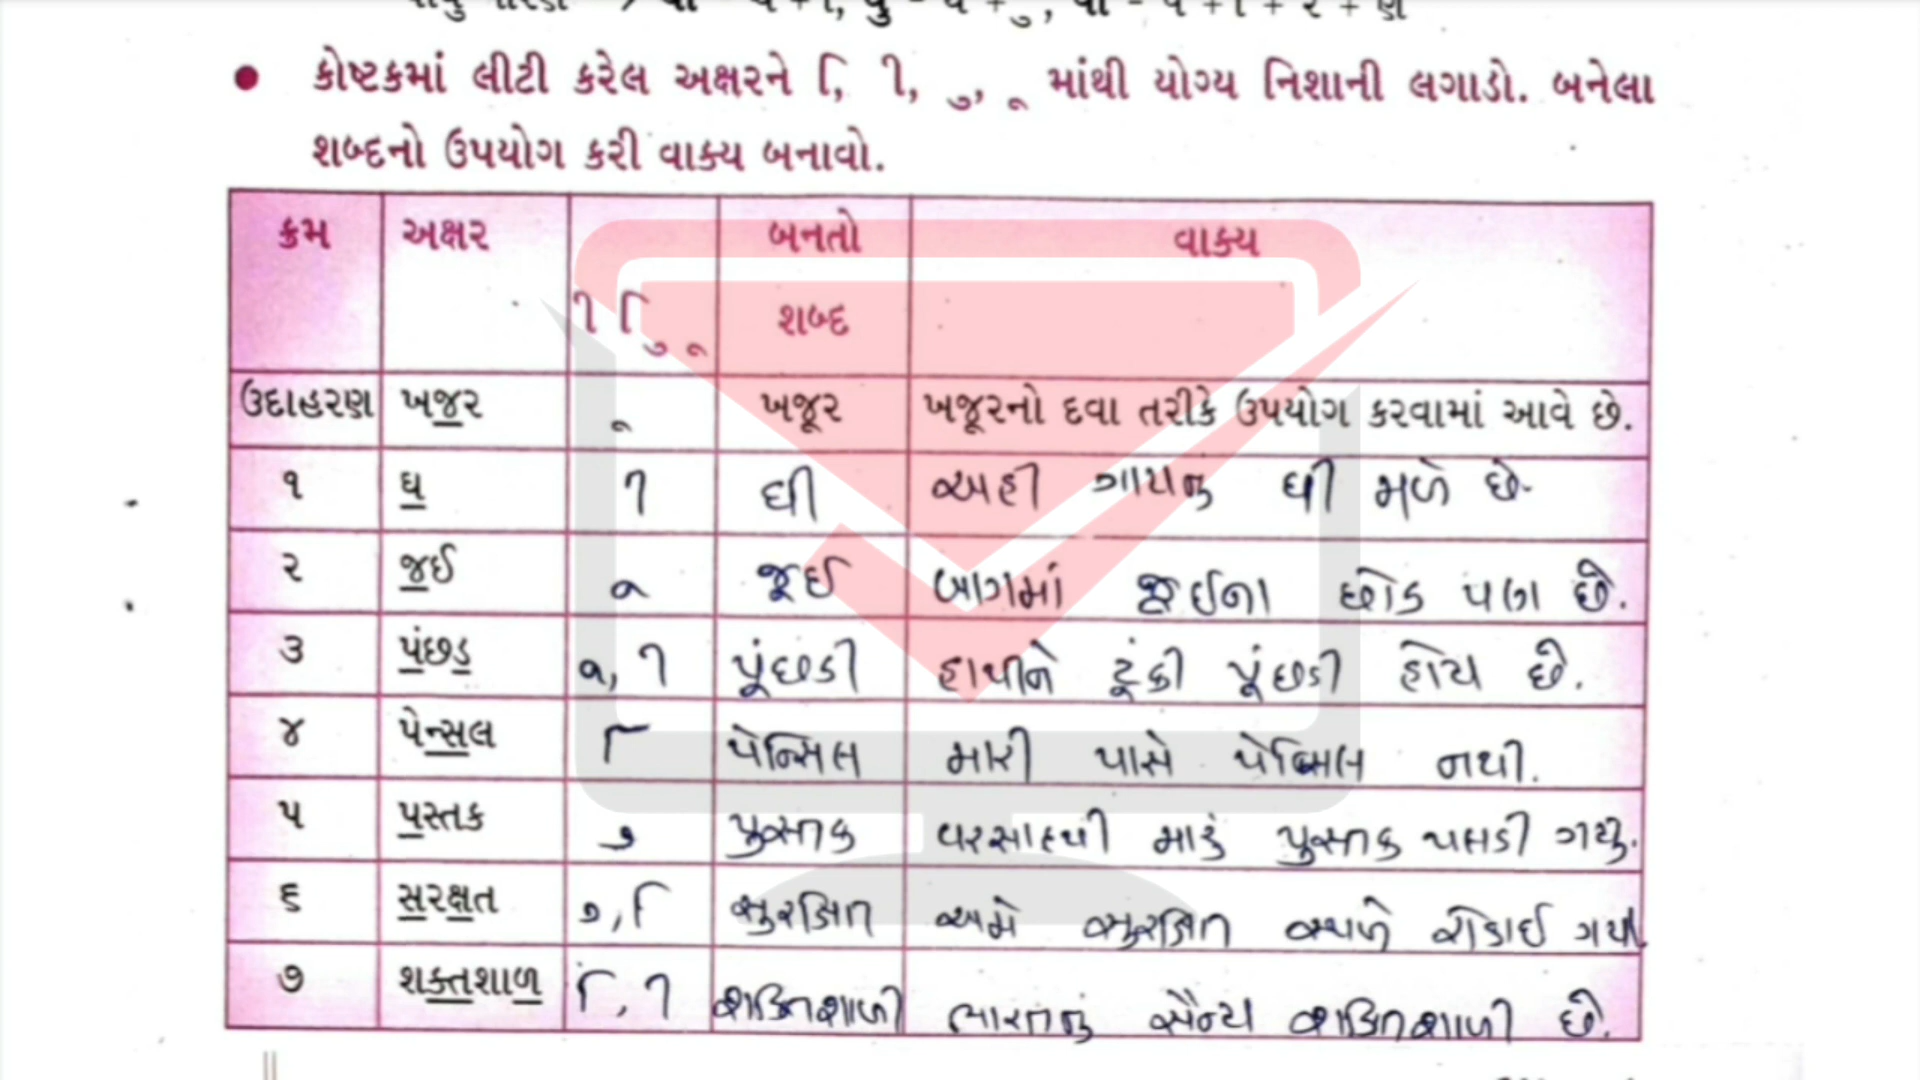 ● કોષ્ટકમાં લીટી કરેલ અક્ષરને િ, ી, ુ, ૂ માંથી યોગ્ય નિશાની લગાડો. બનેલા
શબ્દનો ઉપયોગ કરી વાક્ય બનાવો.
ક્રમ અક્ષર ી િ ુ ૂ બનતો શબ્દ વાક્ય
ઉદાહરણ ખજૂર ૂ ખજૂર ખજૂરનો દવા તરીકે ઉપયોગ કરવામાં આવે છે.
૧ ઘ ી ઘી અહી ગાયનુ ઘી મળે છે.
૨ જઈ ૂ જૂઈ બાગમાં જૂઈના છોડ પણ છે.
૩ પંછડ ૂ, ી પૂંછડી હાથીને ટૂંકી પૂંછડી હોય છે.
૪ પેન્સલ િ પેન્સિલ મારી પાસે પેન્સિલ નથી.
૫ પસ્તક ુ પુસ્તક વરસાદથી મારું પુસ્તક પલળી ગયુ.
૬ સરક્ષત ુ, િ સુરક્ષિત અમે સુરક્ષિત સ્થળે રોકાઈ ગયા
૭ શક્તશાળ િ, ી શક્તિશાળી ભારતનું સૈન્ય શક્તિશાળી છે.